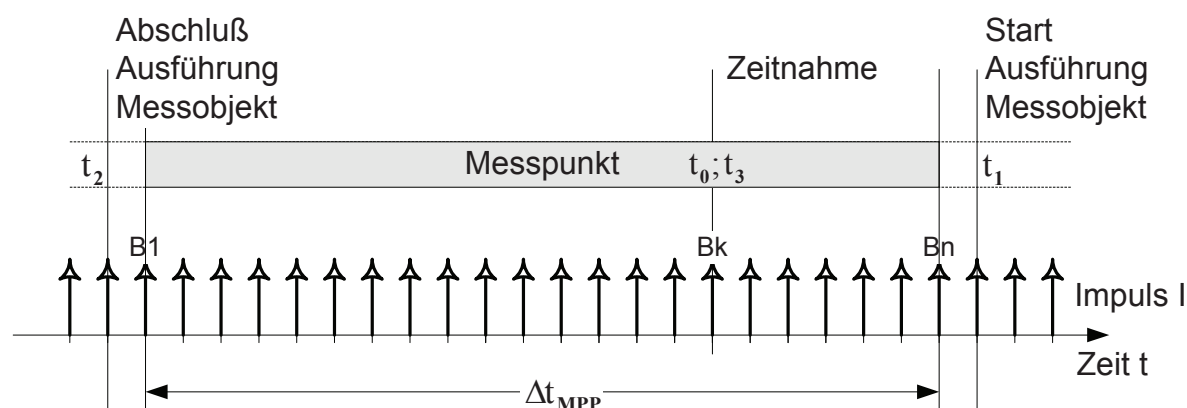 Abschluß
Ausführung
Messobjekt
Zeitnahme
Start
Ausführung
Messobjekt
t₂
Messpunkt
t₀;t₃
t₁
B1
Bk
Bn
Impuls I
Zeit t
Δt_MPP